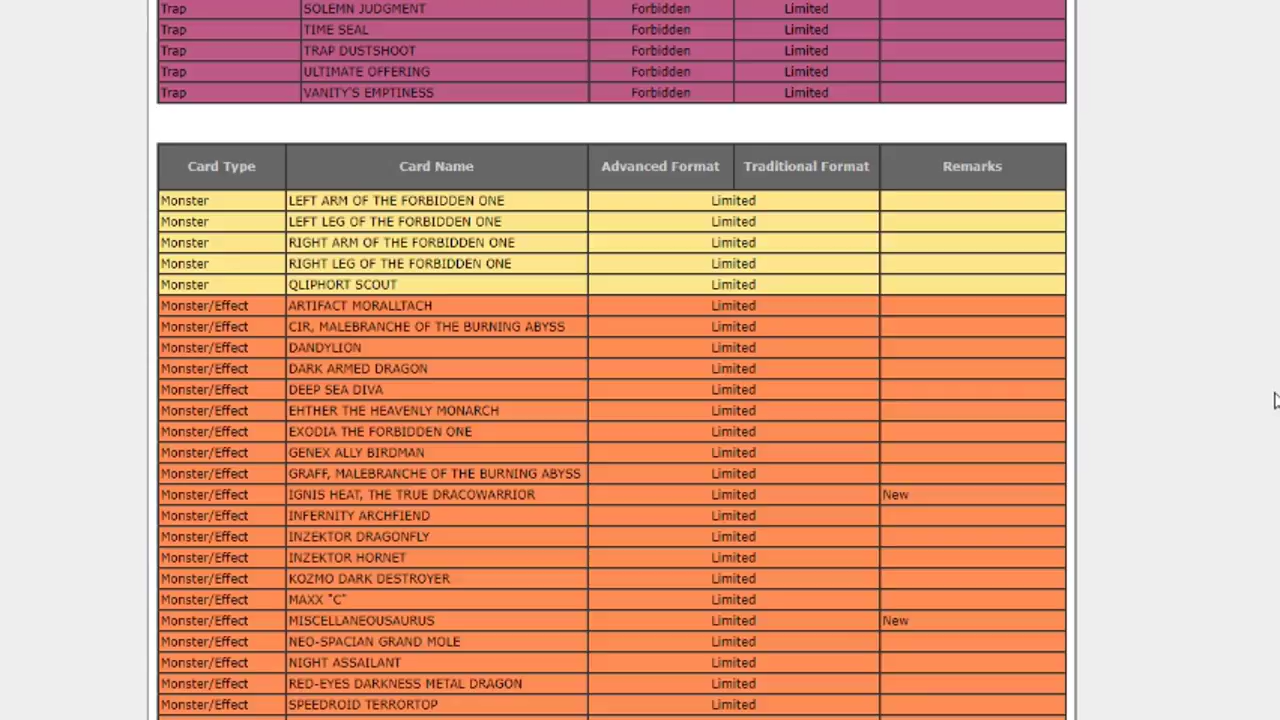 Trap SOLEMN JUDGMENT Forbidden Limited
Trap TIME SEAL Forbidden Limited
Trap TRAP DUSTSHOOT Forbidden Limited
Trap ULTIMATE OFFERING Forbidden Limited
Trap VANITY'S EMPTINESS Forbidden Limited
Card Type Card Name Advanced Format Traditional Format Remarks
Monster LEFT ARM OF THE FORBIDDEN ONE Limited
Monster LEFT LEG OF THE FORBIDDEN ONE Limited
Monster RIGHT ARM OF THE FORBIDDEN ONE Limited
Monster RIGHT LEG OF THE FORBIDDEN ONE Limited
Monster QLIPHORT SCOUT Limited
Monster/Effect ARTIFACT MORALLTACH Limited
Monster/Effect CIR, MALEBRANCHE OF THE BURNING ABYSS Limited
Monster/Effect DANDYLION Limited
Monster/Effect DARK ARMED DRAGON Limited
Monster/Effect DEEP SEA DIVA Limited
Monster/Effect EHTHER THE HEAVENLY MONARCH Limited
Monster/Effect EXODIA THE FORBIDDEN ONE Limited
Monster/Effect GENEX ALLY BIRDMAN Limited
Monster/Effect GRAFF, MALEBRANCHE OF THE BURNING ABYSS Limited
Monster/Effect IGNIS HEAT, THE TRUE DRACOWARRIOR Limited New
Monster/Effect INFERNITY ARCHFIEND Limited
Monster/Effect INZEKTOR DRAGONFLY Limited
Monster/Effect INZEKTOR HORNET Limited
Monster/Effect KOZMO DARK DESTROYER Limited
Monster/Effect MAXX "C" Limited
Monster/Effect MISCELLANEOUSAURUS Limited New
Monster/Effect NEO-SPACIAN GRAND MOLE Limited
Monster/Effect NIGHT ASSAILANT Limited
Monster/Effect RED-EYES DARKNESS METAL DRAGON Limited
Monster/Effect SPEEDROID TERRORTOP Limited